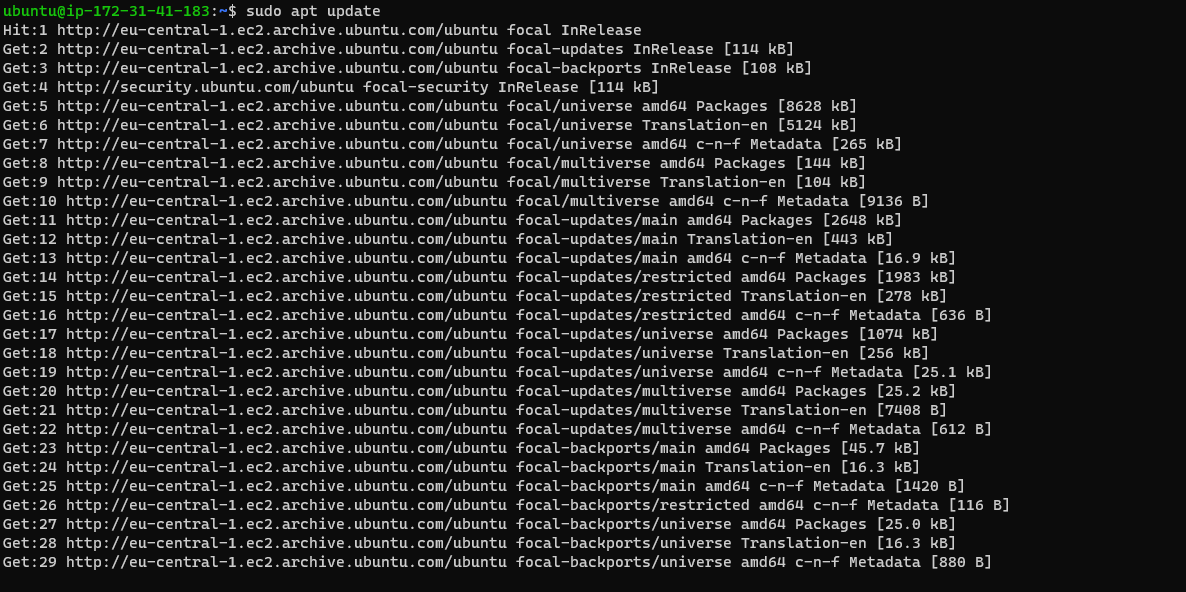 ubuntu@ip-172-31-41-183:~$ sudo apt update
Hit:1 http://eu-central-1.ec2.archive.ubuntu.com/ubuntu focal InRelease
Get:2 http://eu-central-1.ec2.archive.ubuntu.com/ubuntu focal-updates InRelease [114 kB]
Get:3 http://eu-central-1.ec2.archive.ubuntu.com/ubuntu focal-backports InRelease [108 kB]
Get:4 http://security.ubuntu.com/ubuntu focal-security InRelease [114 kB]
Get:5 http://eu-central-1.ec2.archive.ubuntu.com/ubuntu focal/universe amd64 Packages [8628 kB]
Get:6 http://eu-central-1.ec2.archive.ubuntu.com/ubuntu focal/universe Translation-en [5124 kB]
Get:7 http://eu-central-1.ec2.archive.ubuntu.com/ubuntu focal/universe amd64 c-n-f Metadata [265 kB]
Get:8 http://eu-central-1.ec2.archive.ubuntu.com/ubuntu focal/multiverse amd64 Packages [144 kB]
Get:9 http://eu-central-1.ec2.archive.ubuntu.com/ubuntu focal/multiverse Translation-en [104 kB]
Get:10 http://eu-central-1.ec2.archive.ubuntu.com/ubuntu focal/multiverse amd64 c-n-f Metadata [9136 B]
Get:11 http://eu-central-1.ec2.archive.ubuntu.com/ubuntu focal-updates/main amd64 Packages [2648 kB]
Get:12 http://eu-central-1.ec2.archive.ubuntu.com/ubuntu focal-updates/main Translation-en [443 kB]
Get:13 http://eu-central-1.ec2.archive.ubuntu.com/ubuntu focal-updates/main amd64 c-n-f Metadata [16.9 kB]
Get:14 http://eu-central-1.ec2.archive.ubuntu.com/ubuntu focal-updates/restricted amd64 Packages [1983 kB]
Get:15 http://eu-central-1.ec2.archive.ubuntu.com/ubuntu focal-updates/restricted Translation-en [278 kB]
Get:16 http://eu-central-1.ec2.archive.ubuntu.com/ubuntu focal-updates/restricted amd64 c-n-f Metadata [636 B]
Get:17 http://eu-central-1.ec2.archive.ubuntu.com/ubuntu focal-updates/universe amd64 Packages [1074 kB]
Get:18 http://eu-central-1.ec2.archive.ubuntu.com/ubuntu focal-updates/universe Translation-en [256 kB]
Get:19 http://eu-central-1.ec2.archive.ubuntu.com/ubuntu focal-updates/universe amd64 c-n-f Metadata [25.1 kB]
Get:20 http://eu-central-1.ec2.archive.ubuntu.com/ubuntu focal-updates/multiverse amd64 Packages [25.2 kB]
Get:21 http://eu-central-1.ec2.archive.ubuntu.com/ubuntu focal-updates/multiverse Translation-en [7408 B]
Get:22 http://eu-central-1.ec2.archive.ubuntu.com/ubuntu focal-updates/multiverse amd64 c-n-f Metadata [612 B]
Get:23 http://eu-central-1.ec2.archive.ubuntu.com/ubuntu focal-backports/main amd64 Packages [45.7 kB]
Get:24 http://eu-central-1.ec2.archive.ubuntu.com/ubuntu focal-backports/main Translation-en [16.3 kB]
Get:25 http://eu-central-1.ec2.archive.ubuntu.com/ubuntu focal-backports/main amd64 c-n-f Metadata [1420 B]
Get:26 http://eu-central-1.ec2.archive.ubuntu.com/ubuntu focal-backports/restricted amd64 c-n-f Metadata [116 B]
Get:27 http://eu-central-1.ec2.archive.ubuntu.com/ubuntu focal-backports/universe amd64 Packages [25.0 kB]
Get:28 http://eu-central-1.ec2.archive.ubuntu.com/ubuntu focal-backports/universe Translation-en [16.3 kB]
Get:29 http://eu-central-1.ec2.archive.ubuntu.com/ubuntu focal-backports/universe amd64 c-n-f Metadata [880 B]